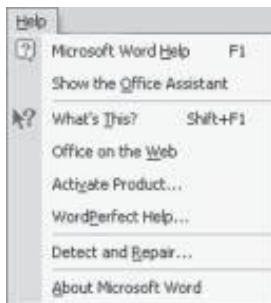 Help
Microsoft Word Help F1
Show the Office Assistant
What's This? Shift+F1
Office on the Web
Activate Product...
WordPerfect Help...
Detect and Repair...
About Microsoft Word